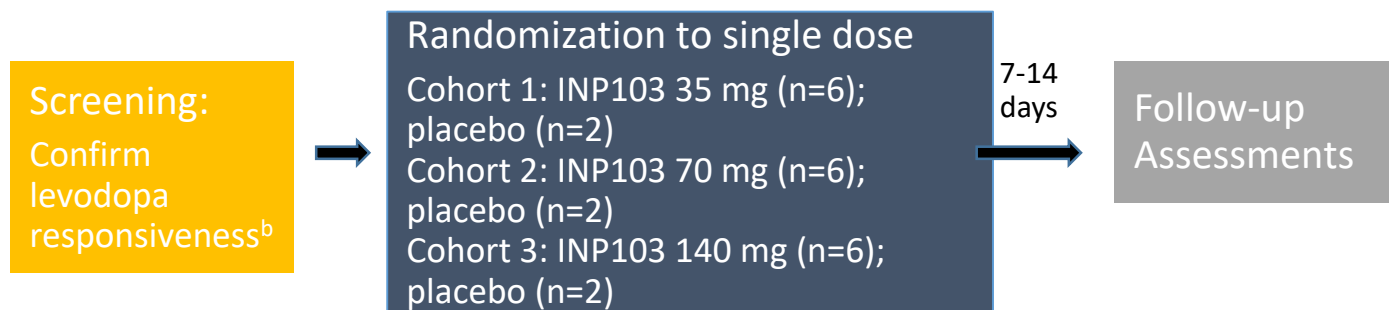 Screening:
Confirm
levodopa
responsivenessᵇ
Randomization to single dose
Cohort 1: INP103 35 mg (n=6);
placebo (n=2)
Cohort 2: INP103 70 mg (n=6);
placebo (n=2)
Cohort 3: INP103 140 mg (n=6);
placebo (n=2)
7-14
days
Follow-up
Assessments